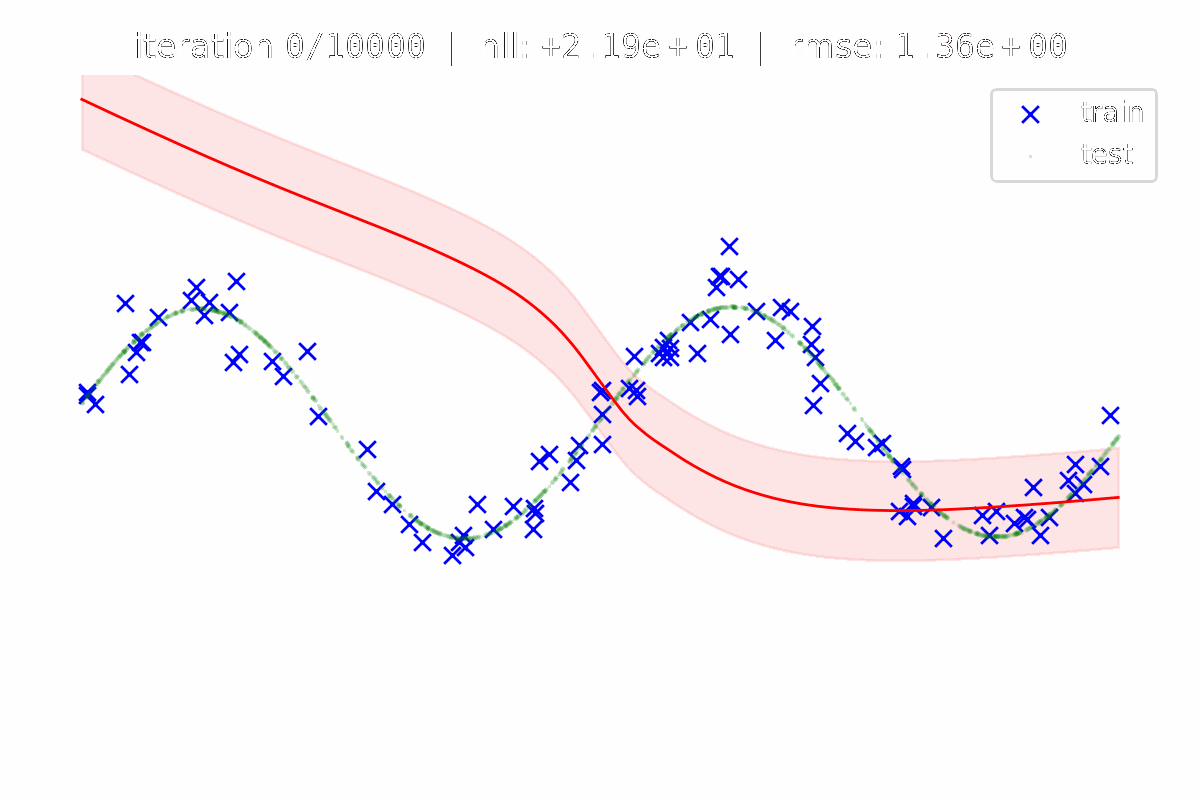 iteration 0/10000 | nll: +2.19e+01 | rmse: 1.36e+00
train
test